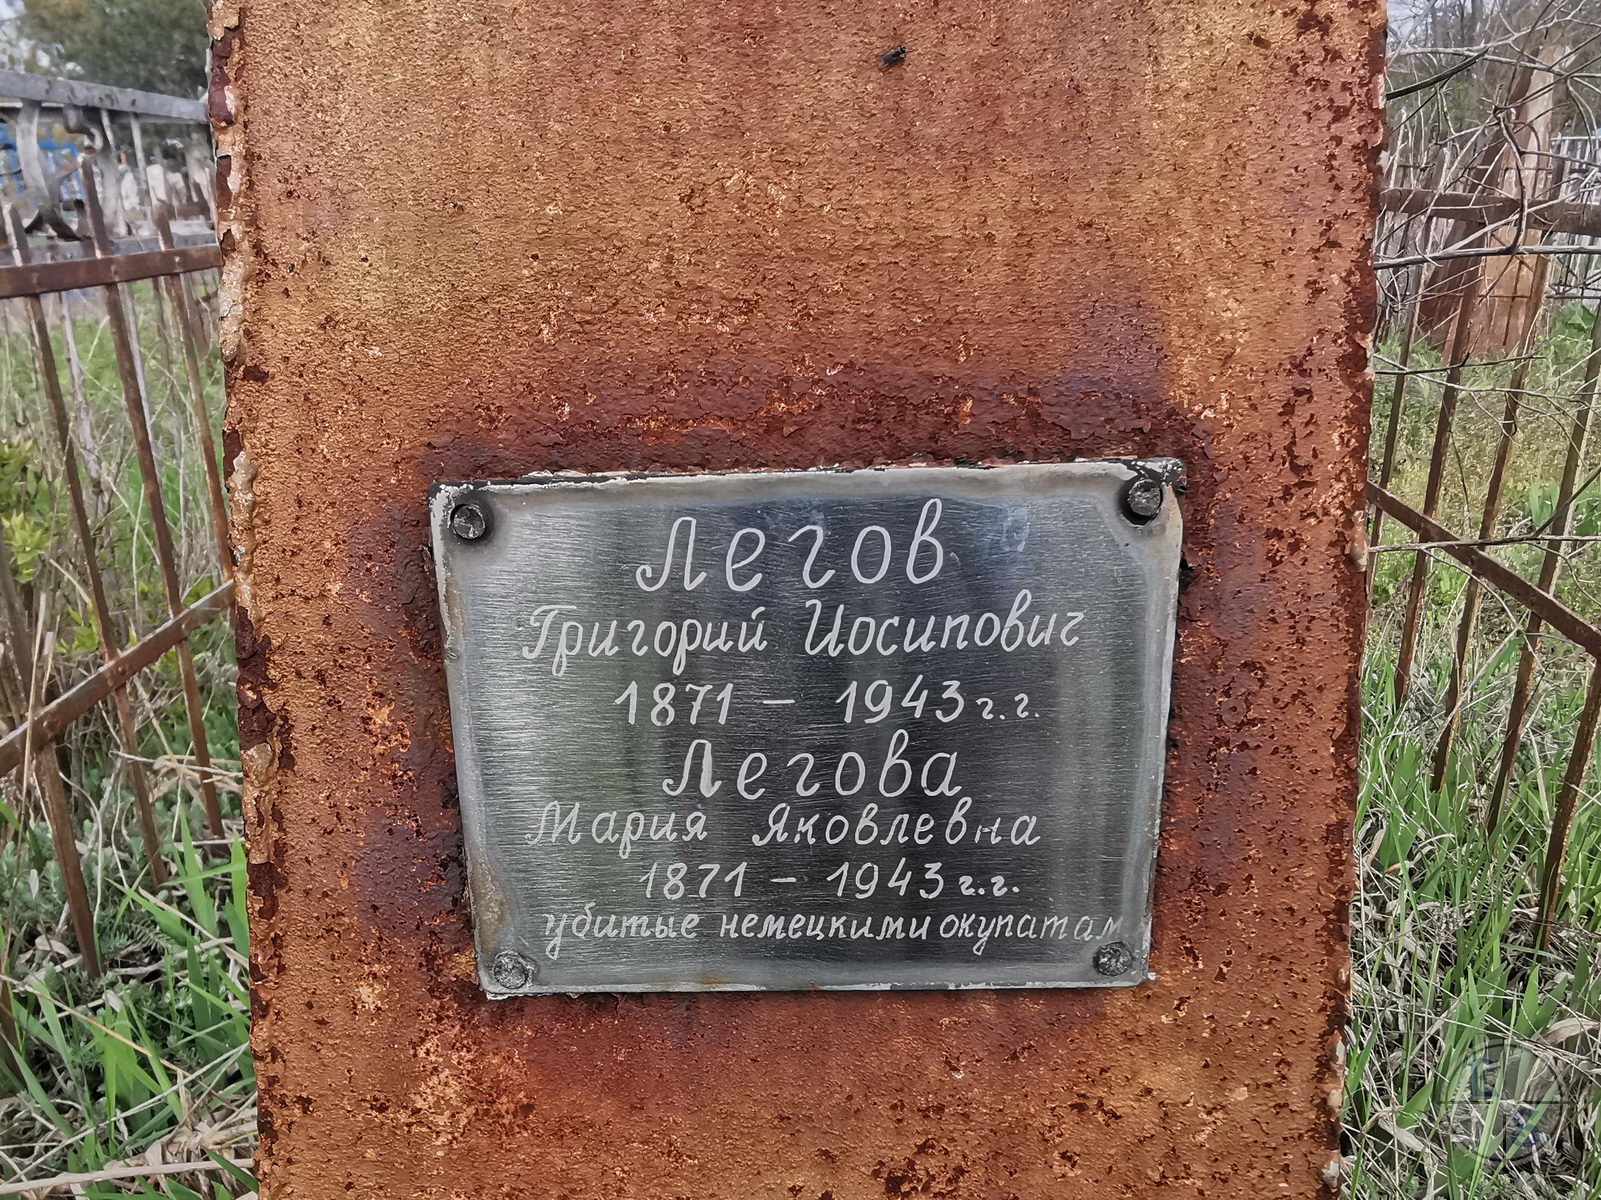 Легов
Григорий Иосипович
1871 – 1943 г.г.
Легова
Мария Яковлевна
1871 – 1943 г.г.
убитые немецкими окупатам